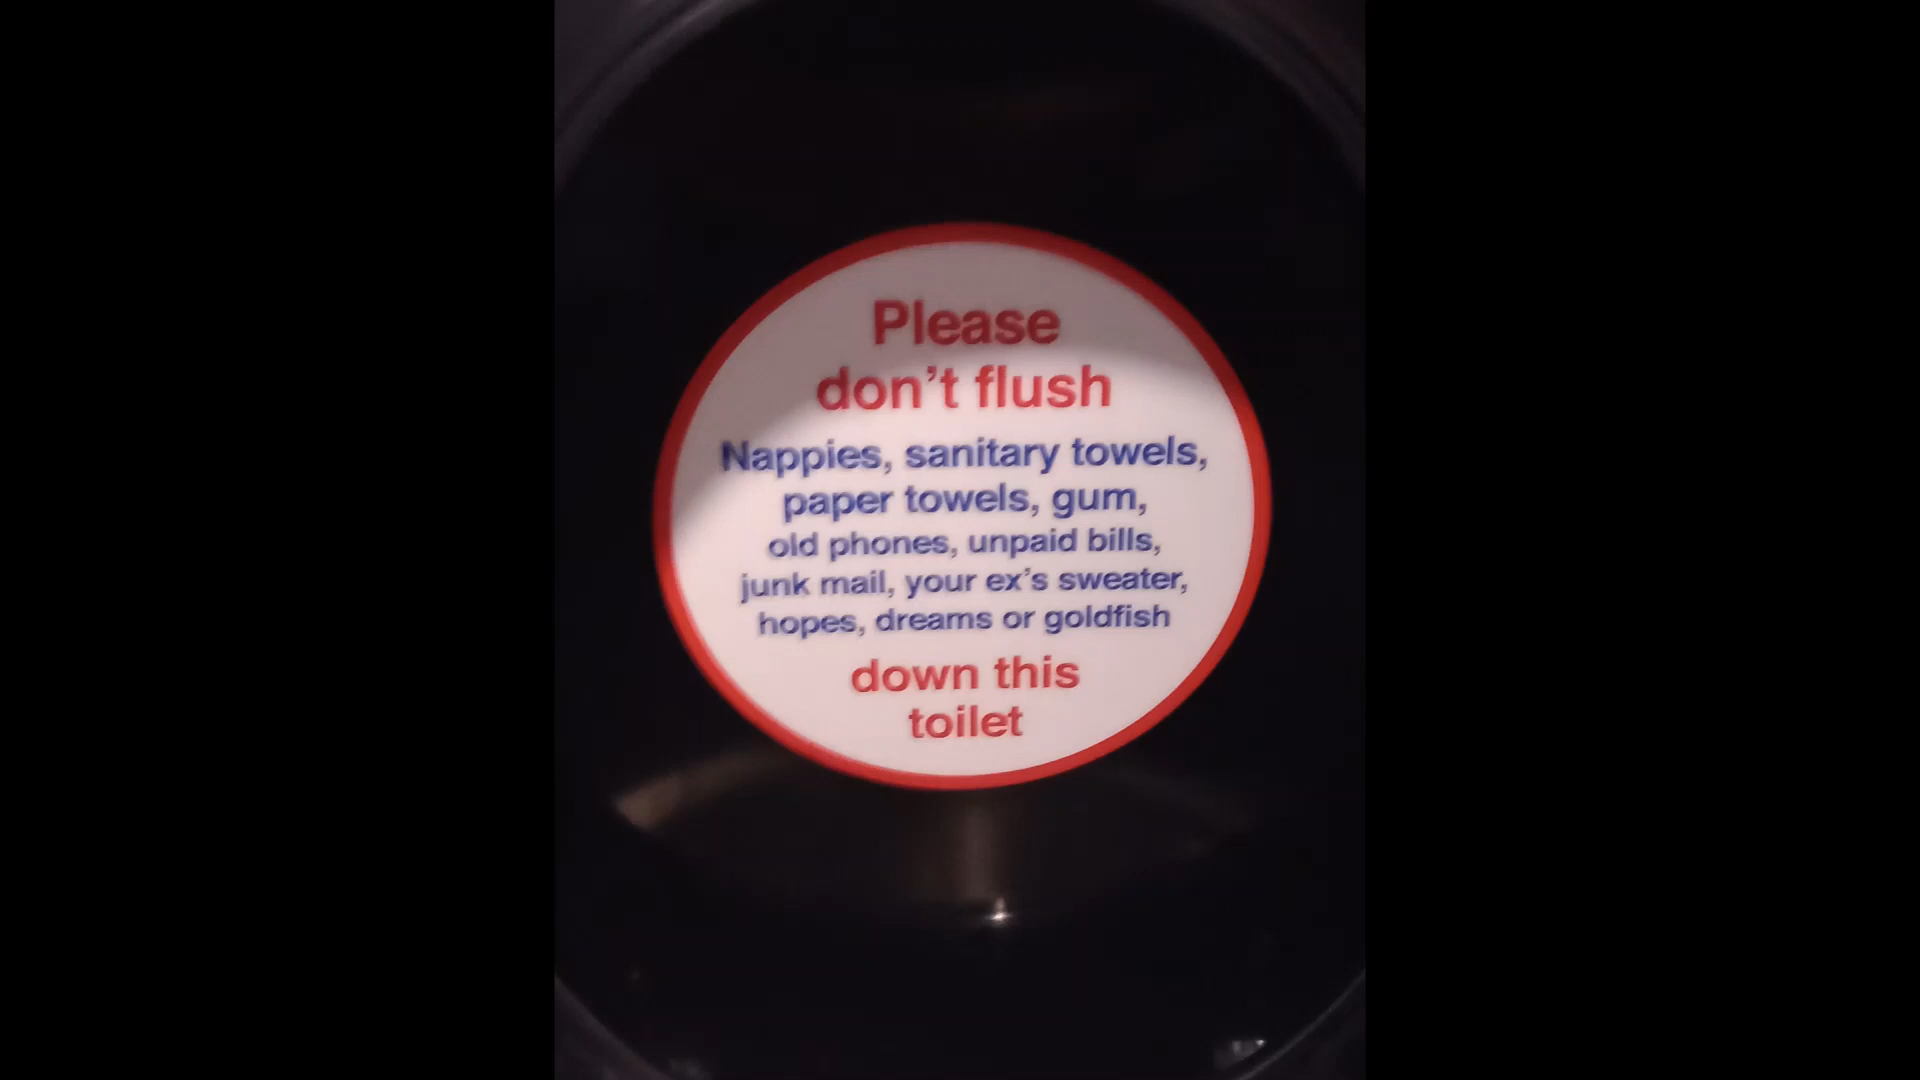 Please
don't flush
Nappies, sanitary towels,
paper towels, gum,
old phones, unpaid bills,
junk mail, your ex's sweater,
hopes, dreams or goldfish
down this
toilet